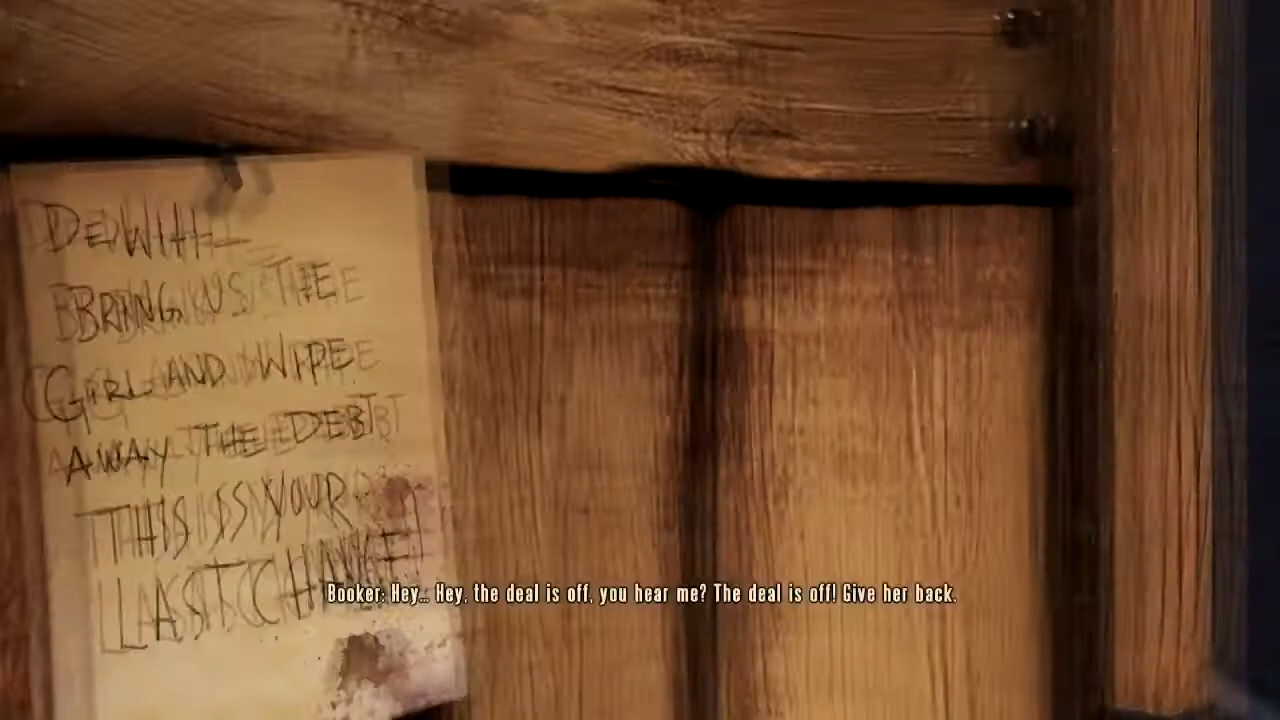 DEWITT
BRING US THE
GIRL AND WIPE
AWAY THE DEBT
THIS IS YOUR
LAST CHANCE
Booker: Hey... Hey, the deal is off, you hear me? The deal is off! Give her back.